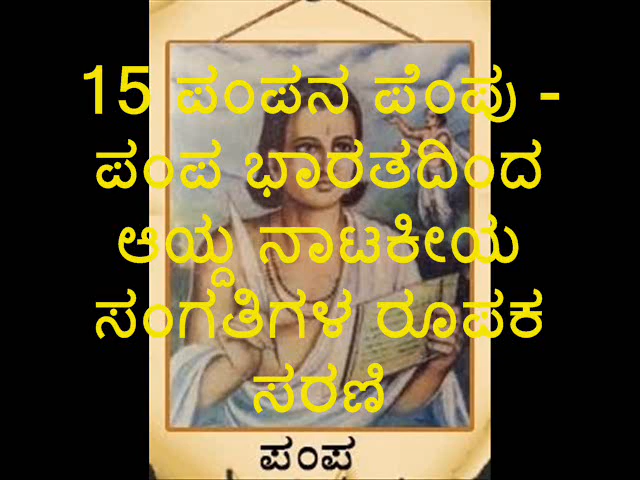 15 ಪಂಪನ ಪೆಂಪು -
ಪಂಪ ಭಾರತದಿಂದ
ಆಯ್ದ ನಾಟಕೀಯ
ಸಂಗತಿಗಳ ರೂಪಕ
ಸರಣಿ
ಪಂಪ